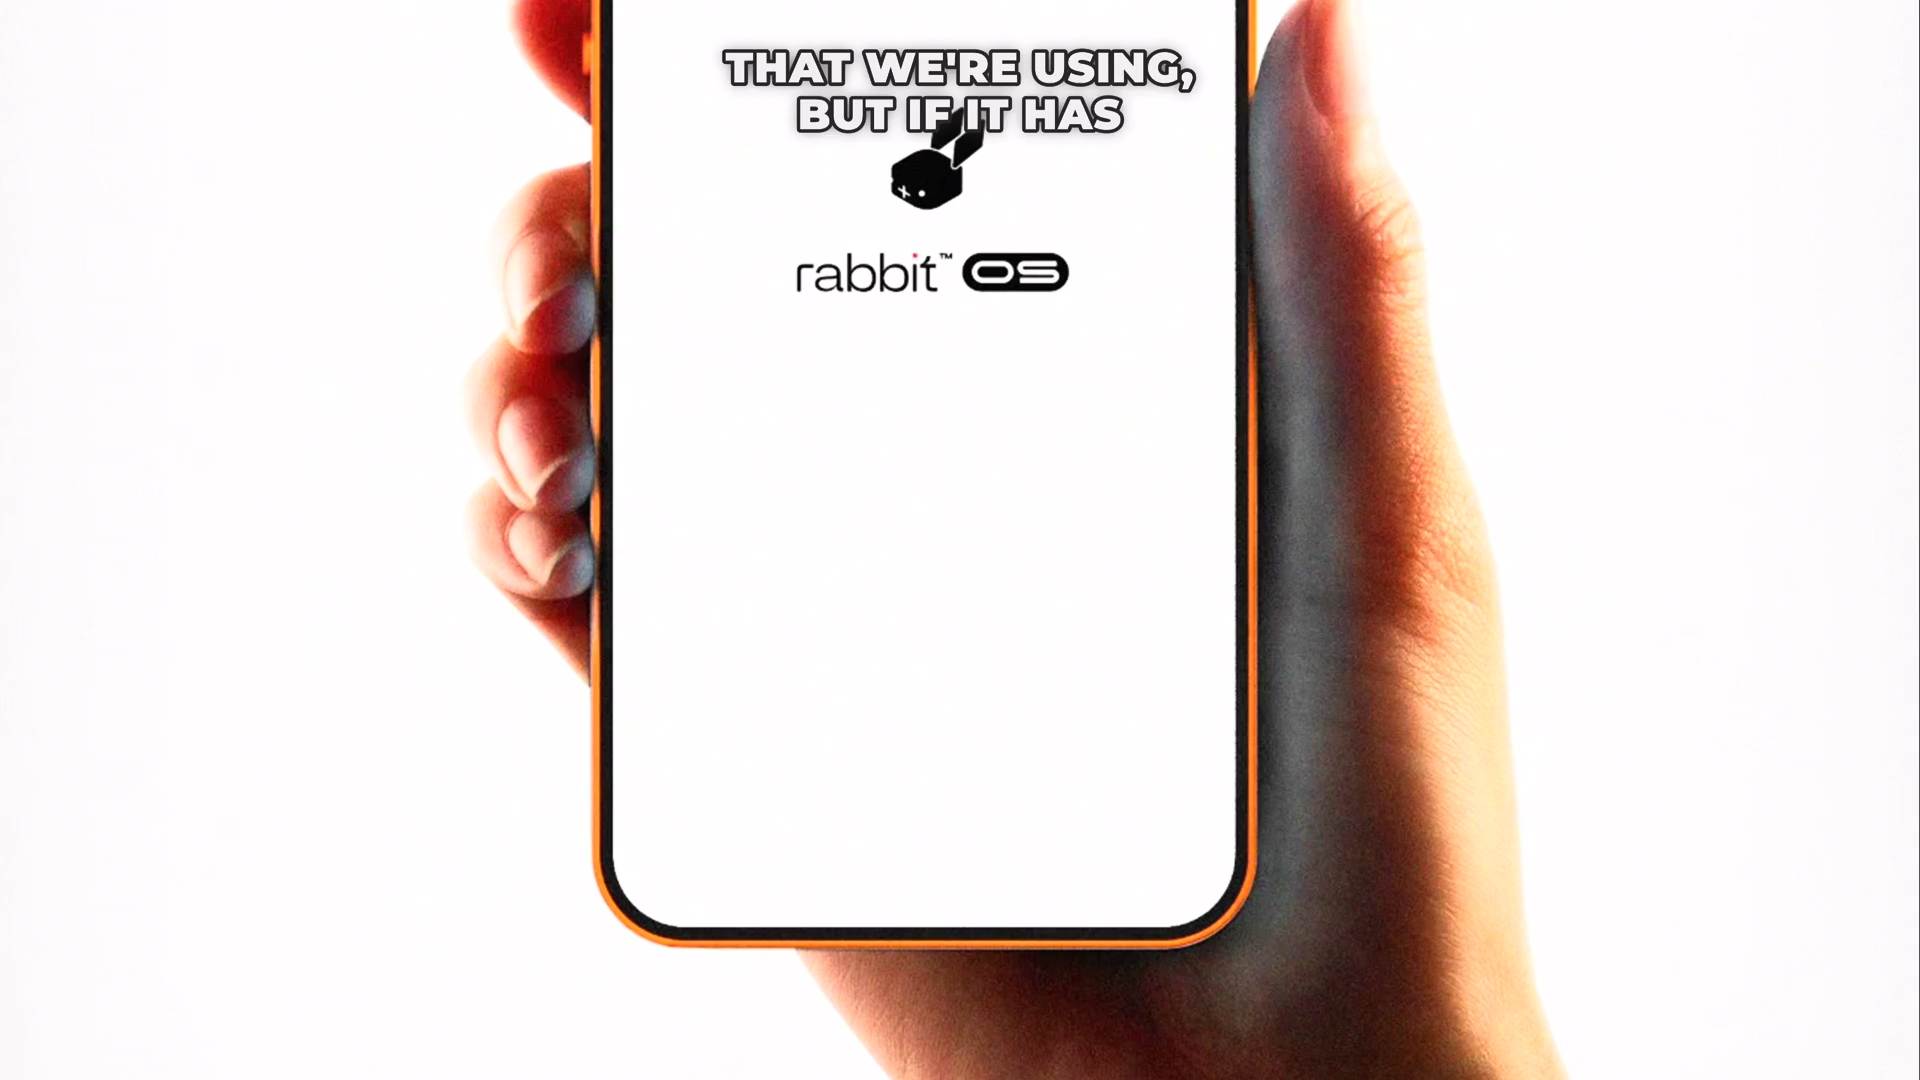 THAT WE'RE USING,
BUT IF IT HAS
rabbit™ OS